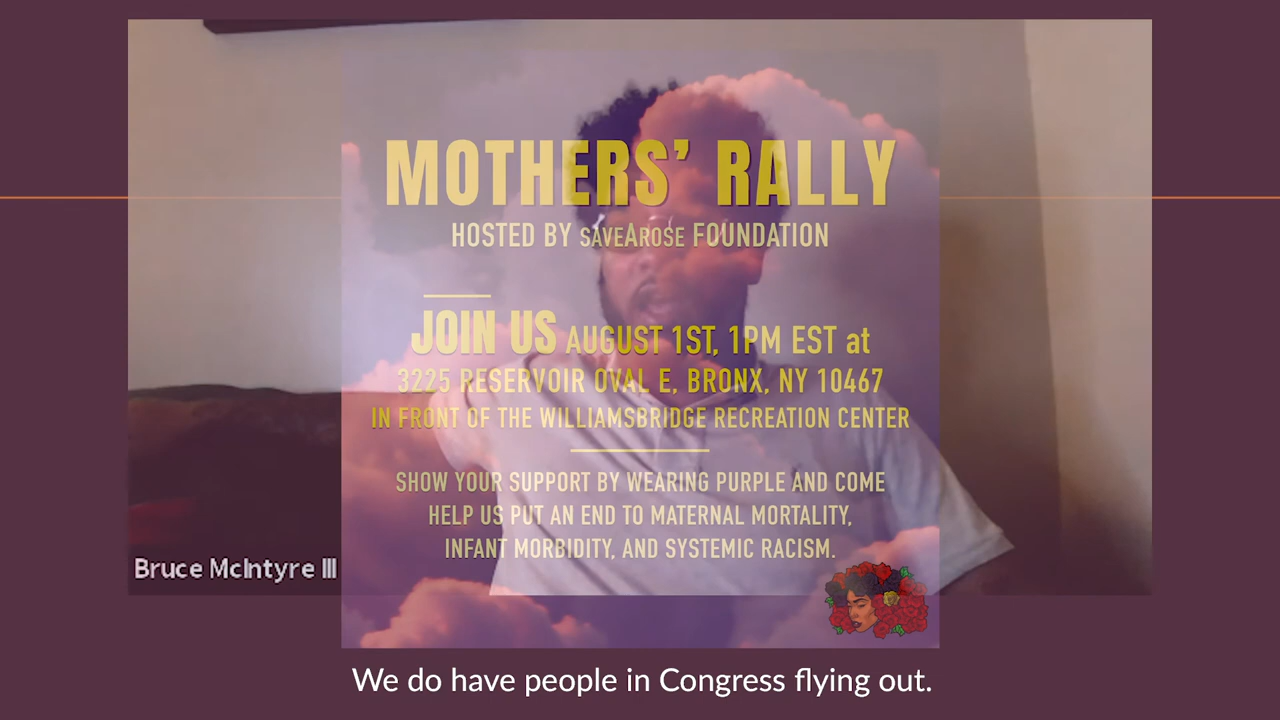 MOTHERS' RALLY
HOSTED BY SAVEAROSE FOUNDATION
JOIN US AUGUST 1ST, 1PM EST at
3225 RESERVOIR OVAL E, BRONX, NY 10467
IN FRONT OF THE WILLIAMSBRIDGE RECREATION CENTER
SHOW YOUR SUPPORT BY WEARING PURPLE AND COME
HELP US PUT AN END TO MATERNAL MORTALITY,
INFANT MORBIDITY, AND SYSTEMIC RACISM.
Bruce McIntyre III
We do have people in Congress flying out.